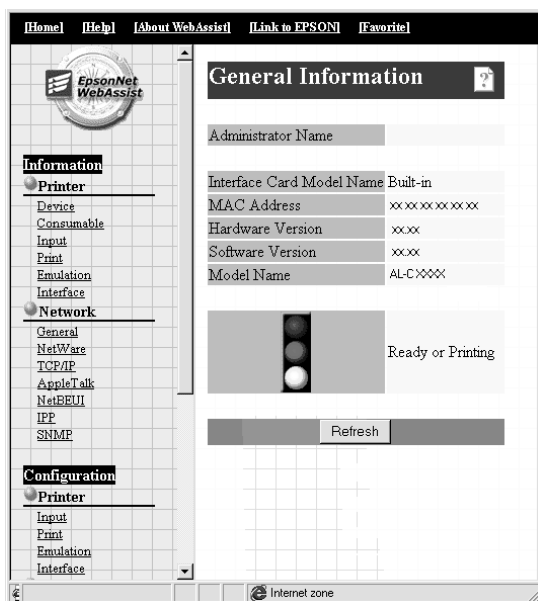 [Home] [Help] [About WebAssist] [Link to EPSON] [Favorite]
EpsonNet
WebAssist
Information
Printer
Device
Consumable
Input
Print
Emulation
Interface
Network
General
NetWare
TCP/IP
AppleTalk
NetBEUI
IPP
SNMP
Configuration
Printer
Input
Print
Emulation
Interface
General Information ?
Administrator Name
Interface Card Model Name Built-in
MAC Address xx xx xx xx xx xx
Hardware Version xx.xx
Software Version xx.xx
Model Name AL-CXXXX
Ready or Printing
Refresh
Internet zone